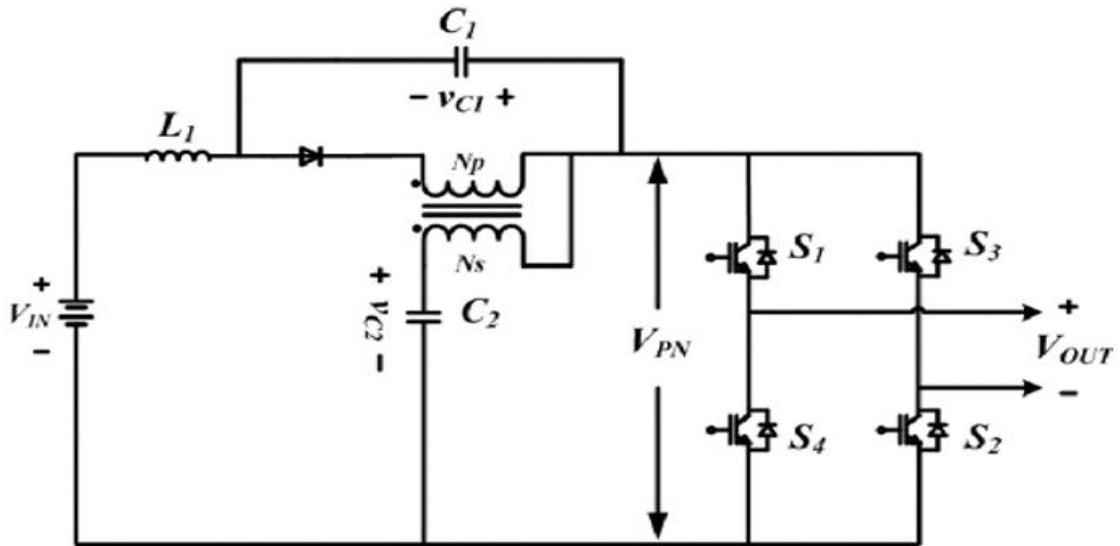 C1
− vC1 +
L1
Np
Ns
+
vC2
−
C2
+
VIN
−
VPN
S1
S3
+
VOUT
−
S4
S2